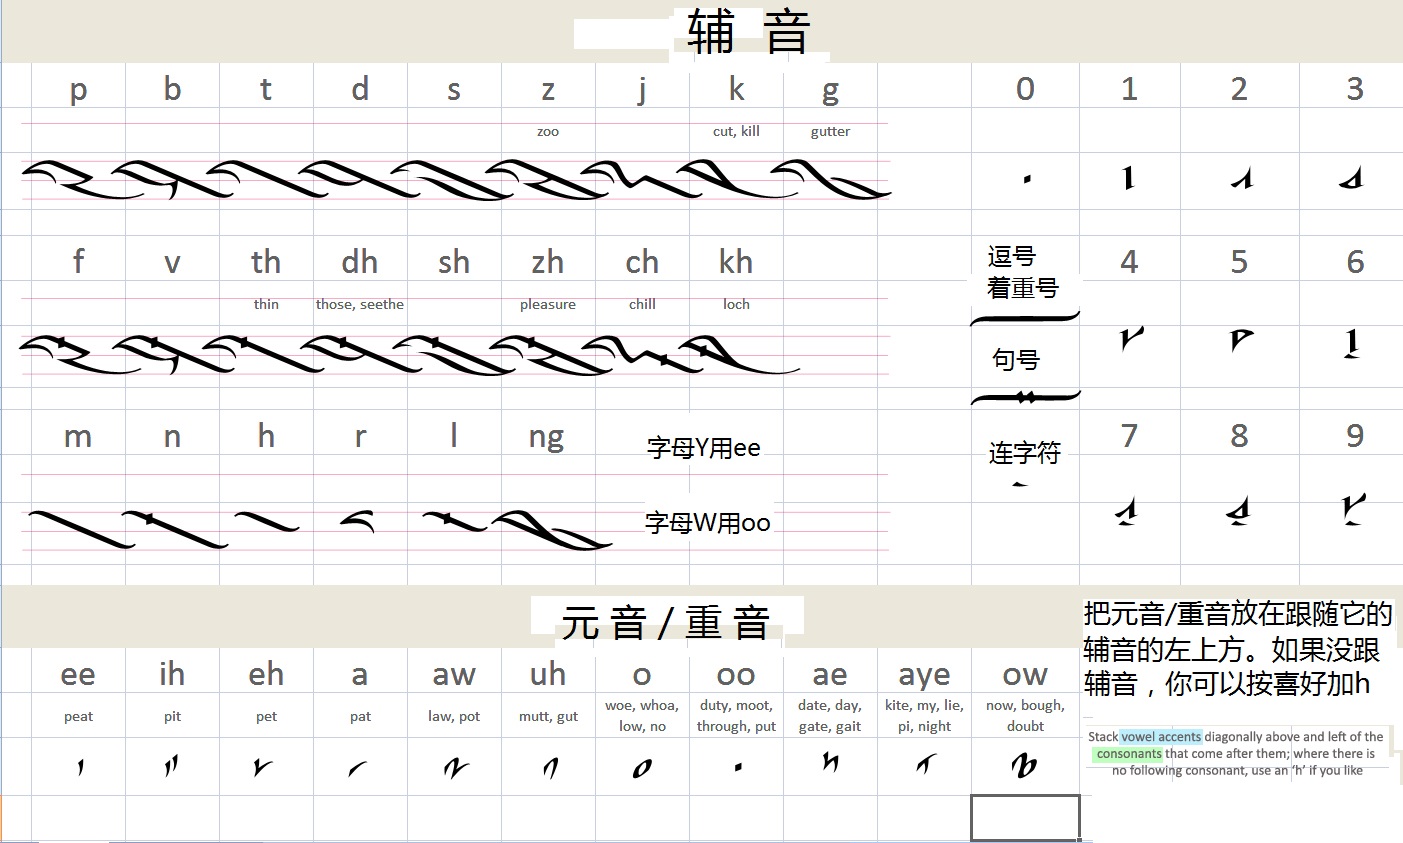 辅 音
p b t d s z j k g 0 1 2 3
zoo cut, kill gutter
f v th dh sh zh ch kh
thin those, seethe pleasure chill loch
逗号
着重号
4 5 6
句号
m n h r l ng
字母Y用ee
字母W用oo
连字符
7 8 9
元 音 / 重 音
ee ih eh a aw uh o oo ae aye ow
peat pit pet pat law, pot mutt, gut woe, whoa, duty, moot, date, day, kite, my, lie, now, bough,
low, no through, put gate, gait pi, night doubt
把元音/重音放在跟随它的
辅音的左上方。如果没跟
辅音，你可以按喜好加h
Stack vowel accents diagonally above and left of the
consonants that come after them; where there is
no following consonant, use an ‘h’ if you like